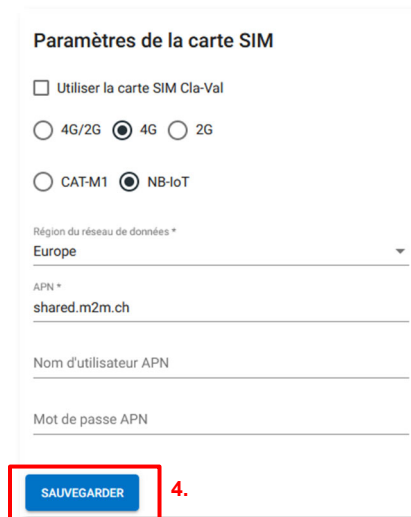 Paramètres de la carte SIM
Utiliser la carte SIM Cla-Val
4G/2G 4G 2G
CAT-M1 NB-IoT
Région du réseau de données *
Europe
APN *
shared.m2m.ch
Nom d'utilisateur APN
Mot de passe APN
SAUVEGARDER 4.